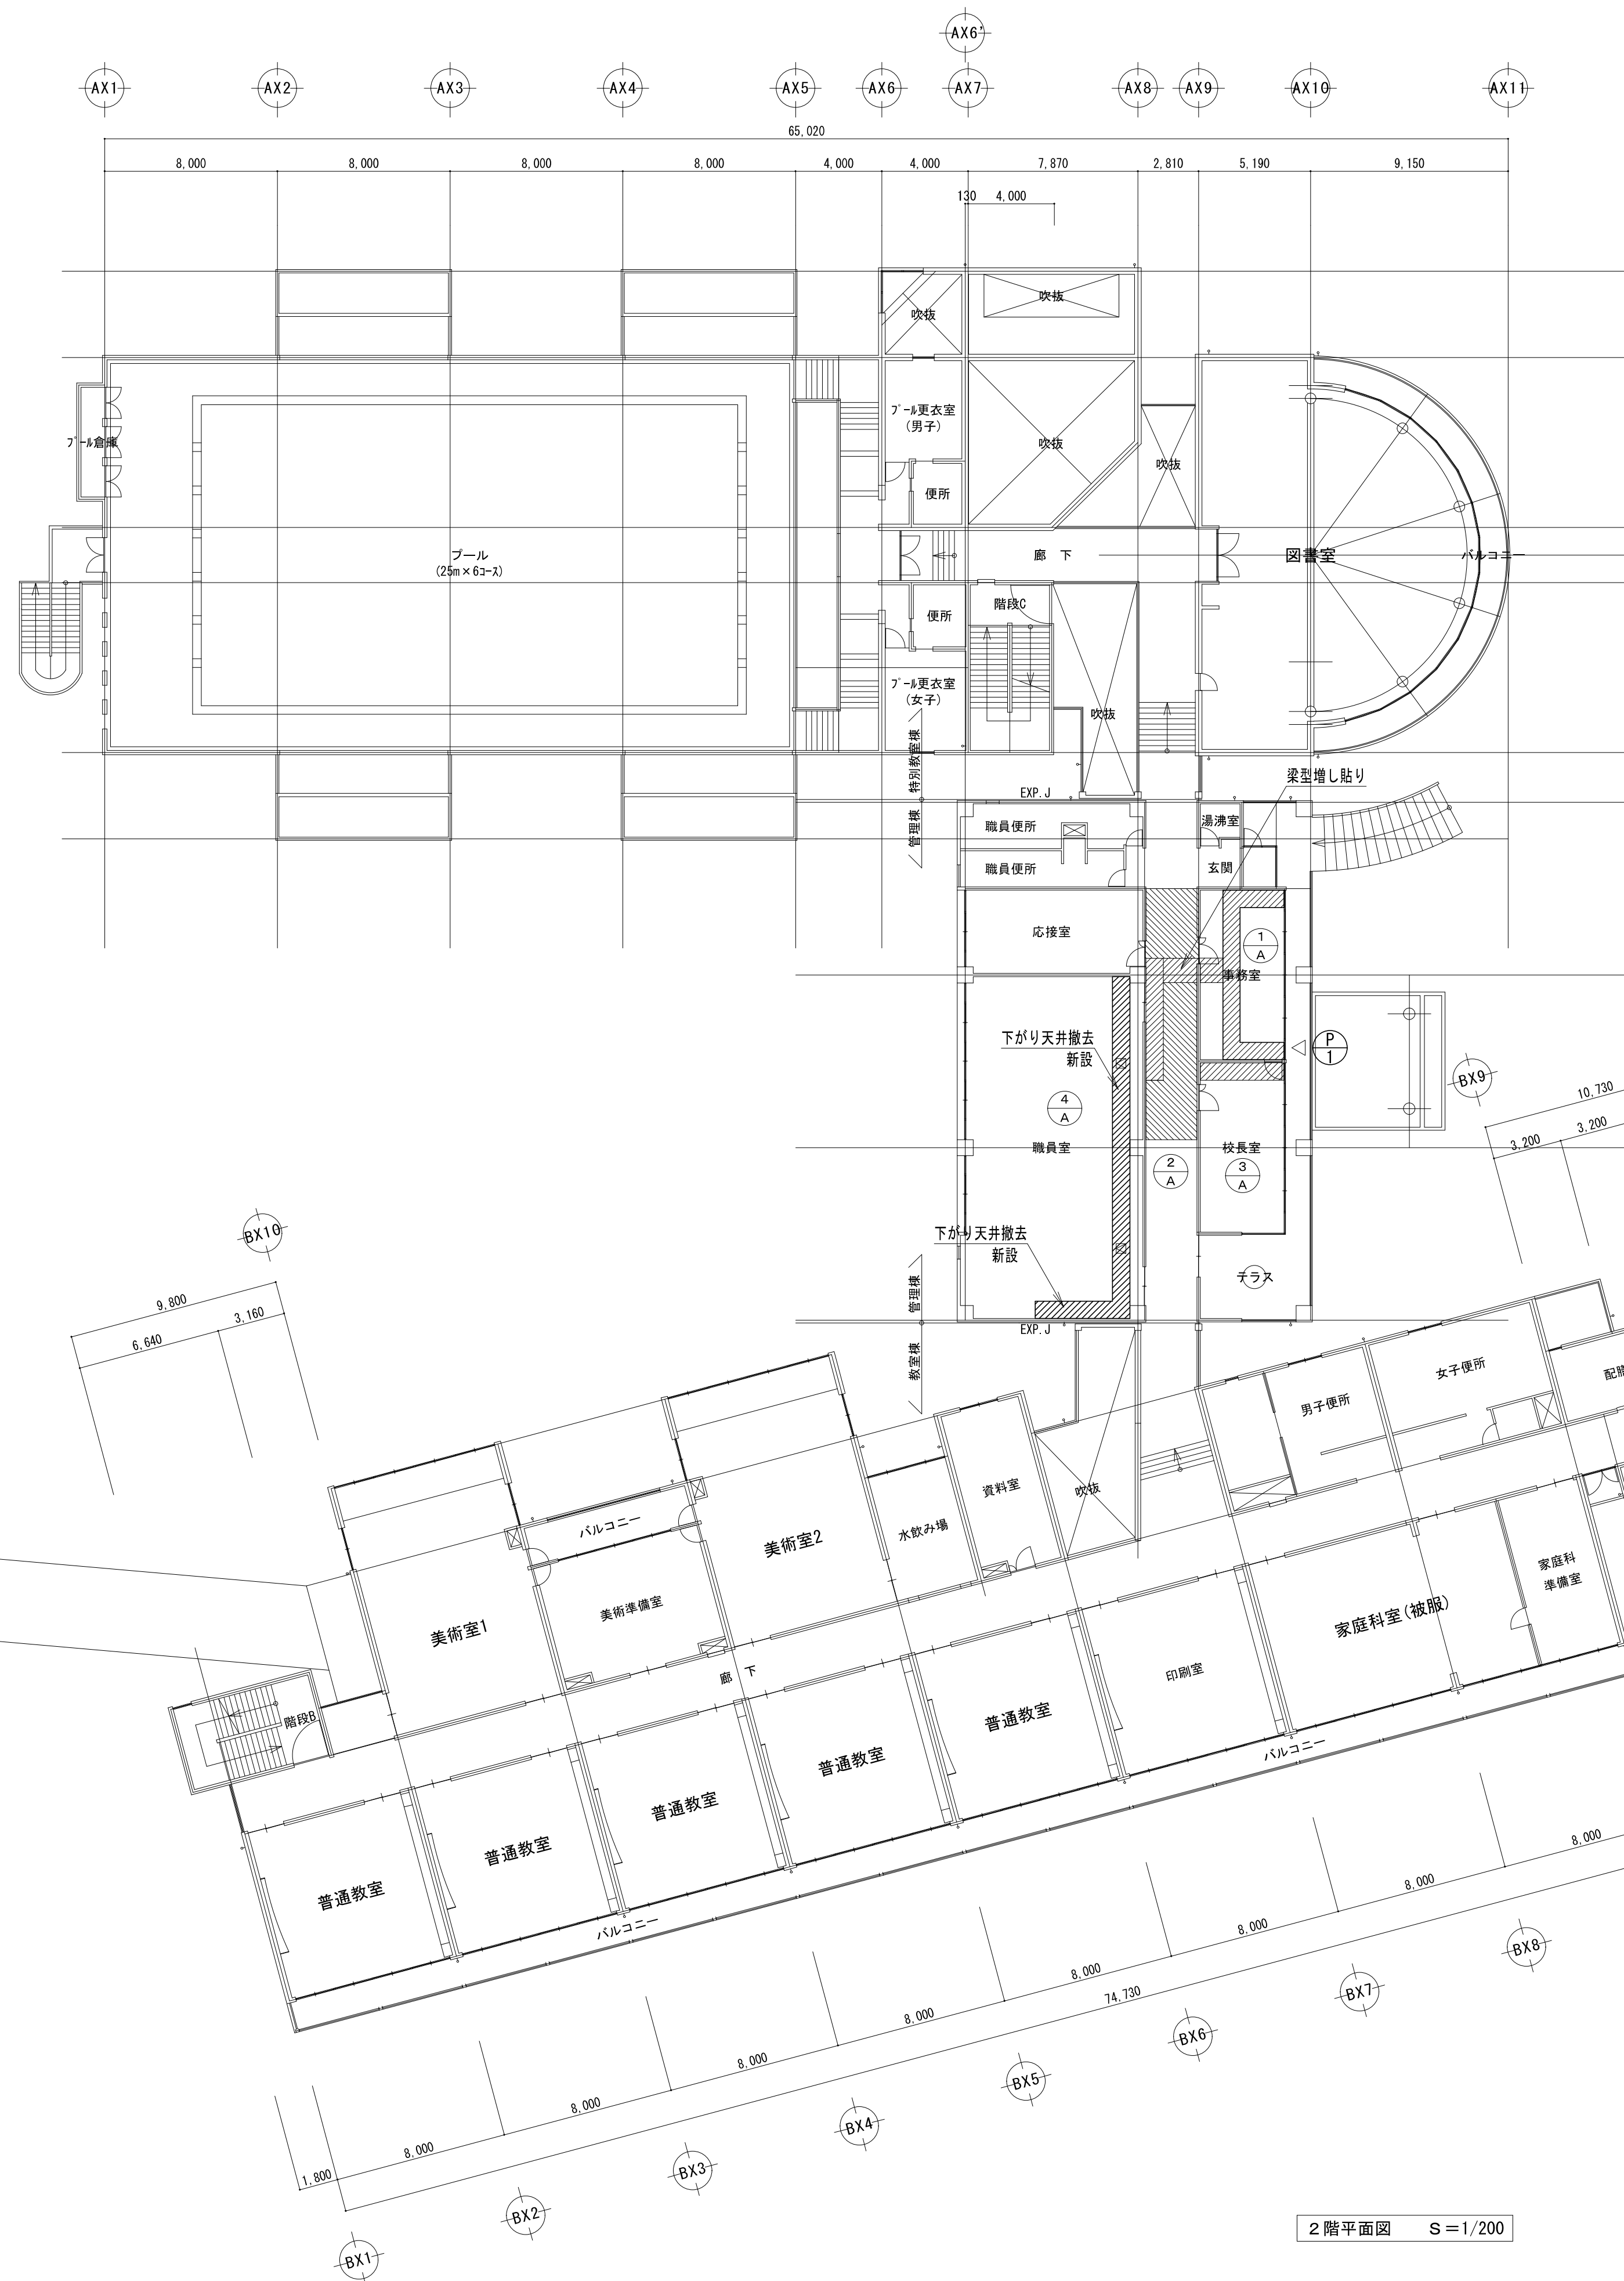 AX6'
AX1
AX2
AX3
AX4
AX5
AX6
AX7
AX8
AX9
AX10
AX11
65,020
8,000
8,000
8,000
8,000
4,000
4,000
7,870
2,810
5,190
9,150
130
4,000
吹抜
吹抜
プール更衣室
(男子)
吹抜
吹抜
プール倉庫
便所
プール
(25m×6コース)
廊 下
図書室
バルコニー
階段C
便所
プール更衣室
(女子)
吹抜
特別教室棟
管理棟
梁型増し貼り
EXP.J
職員便所
湯沸室
職員便所
玄関
応接室
1
A
事務室
下がり天井撤去
新設
P
1
BX9
10,730
3,200
3,200
4
A
職員室
2
A
校長室
3
A
BX10
下がり天井撤去
新設
テラス
管理棟
教室棟
EXP.J
9,800
6,640
3,160
男子便所
女子便所
配膳
資料室
吹抜
水飲み場
美術室2
バルコニー
美術準備室
美術室1
家庭科
準備室
家庭科室(被服)
印刷室
廊 下
階段B
普通教室
普通教室
普通教室
普通教室
普通教室
バルコニー
バルコニー
8,000
8,000
8,000
8,000
8,000
8,000
8,000
8,000
8,000
1,800
74,730
BX8
BX7
BX6
BX5
BX4
BX3
BX2
BX1
2階平面図 S=1/200